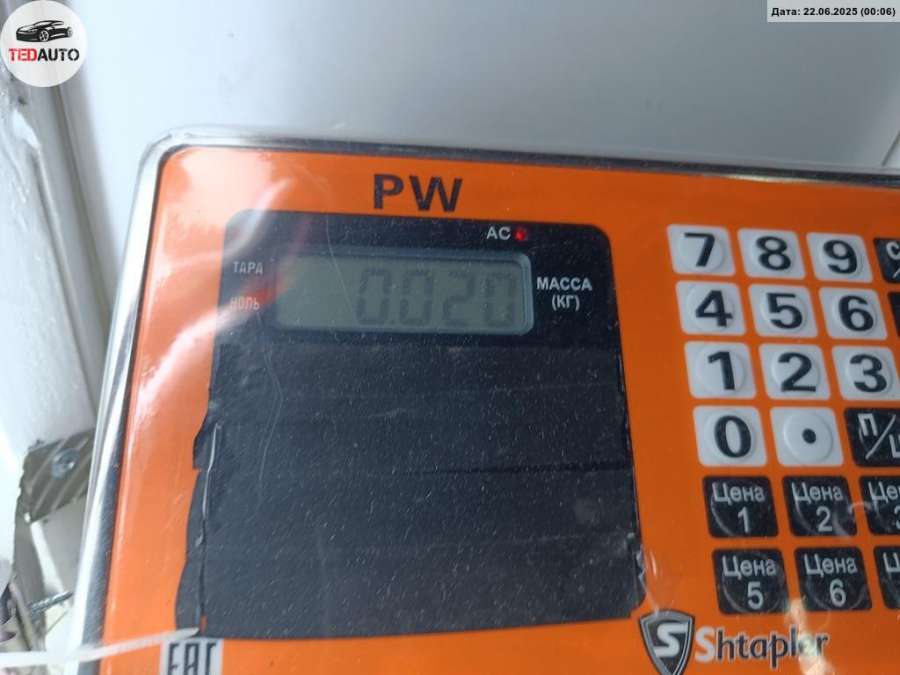 Дата: 22.06.2025 (00:06)
TEDAUTO
PW
AC
ТАРА
НОЛЬ
0.020
МАССА
(КГ)
7 8 9
4 5 6
1 2 3
0 .
Цена 1
Цена 2
Цена 5
Цена 6
S Shtapler
EAC